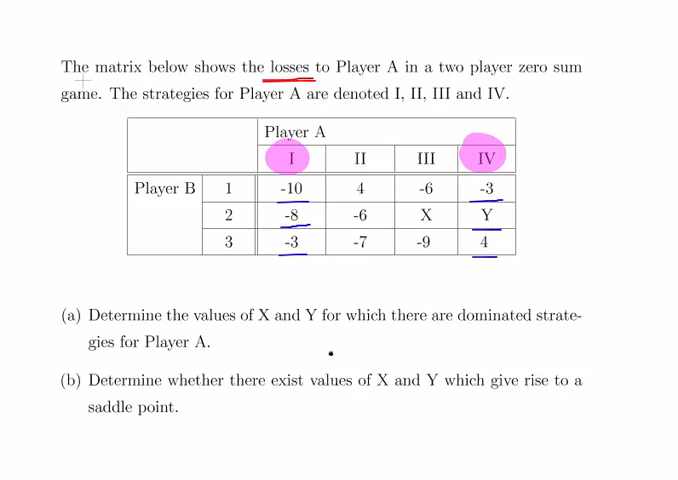 The matrix below shows the losses to Player A in a two player zero sum
game. The strategies for Player A are denoted I, II, III and IV.
Player A
I II III IV
Player B 1 -10 4 -6 -3
2 -8 -6 X Y
3 -3 -7 -9 4
(a) Determine the values of X and Y for which there are dominated strate-
gies for Player A.
(b) Determine whether there exist values of X and Y which give rise to a
saddle point.